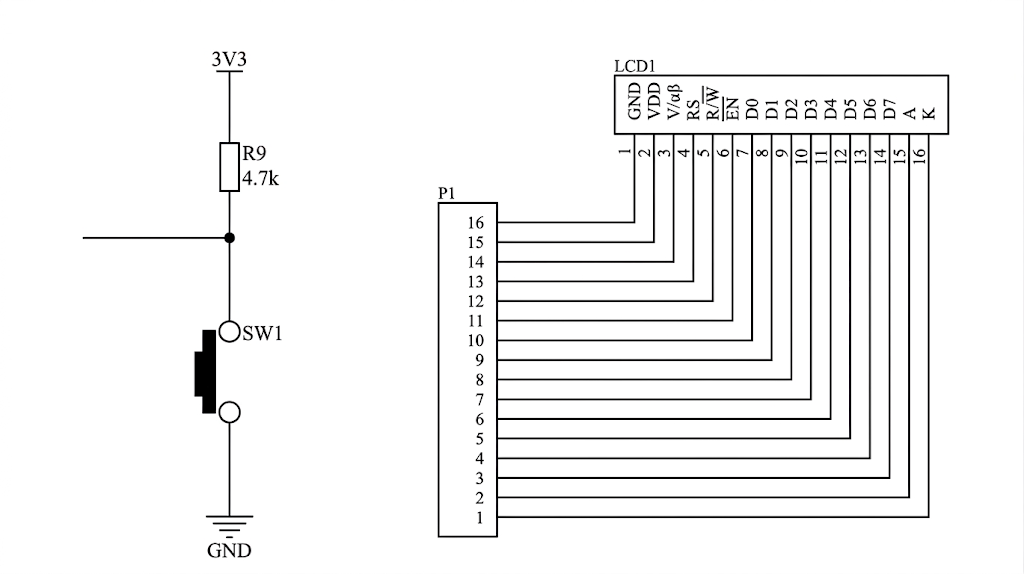 3V3
R9
4.7k
SW1
GND
LCD1
GND
VDD
V/αβ
RS
R/W̅
E̅N̅
D0
D1
D2
D3
D4
D5
D6
D7
A
K
1
2
3
4
5
6
7
8
9
10
11
12
13
14
15
16
P1
16
15
14
13
12
11
10
9
8
7
6
5
4
3
2
1